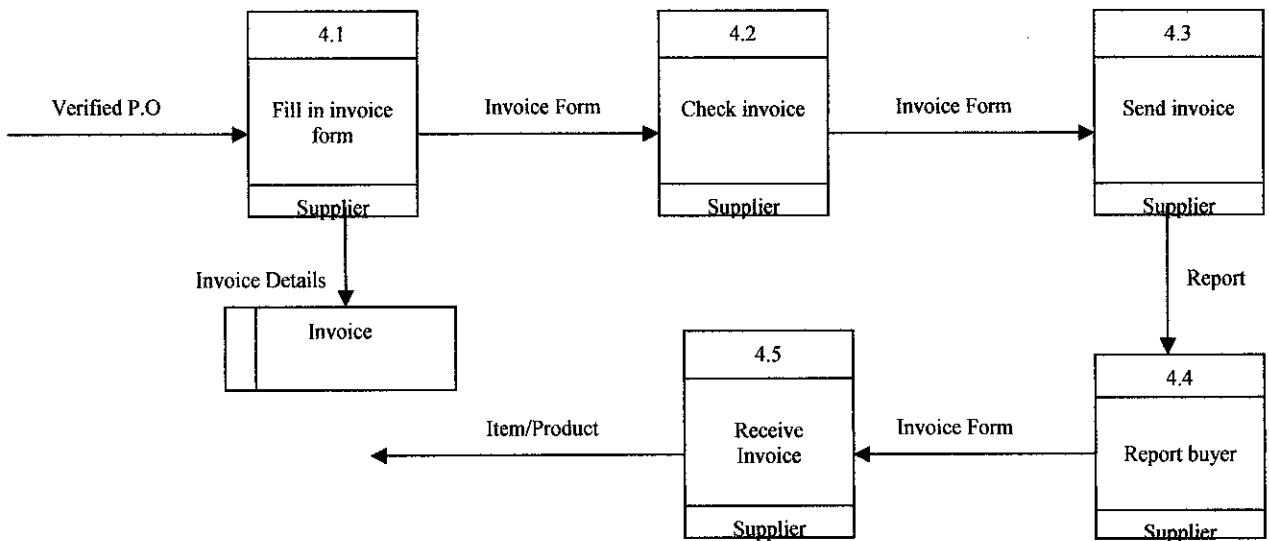 4.1
4.2
4.3
Verified P.O
Fill in invoice
form
Invoice Form
Check invoice
Invoice Form
Send invoice
Supplier
Supplier
Supplier
Invoice Details
Report
Invoice
4.5
4.4
Item/Product
Receive
Invoice
Invoice Form
Report buyer
Supplier
Supplier